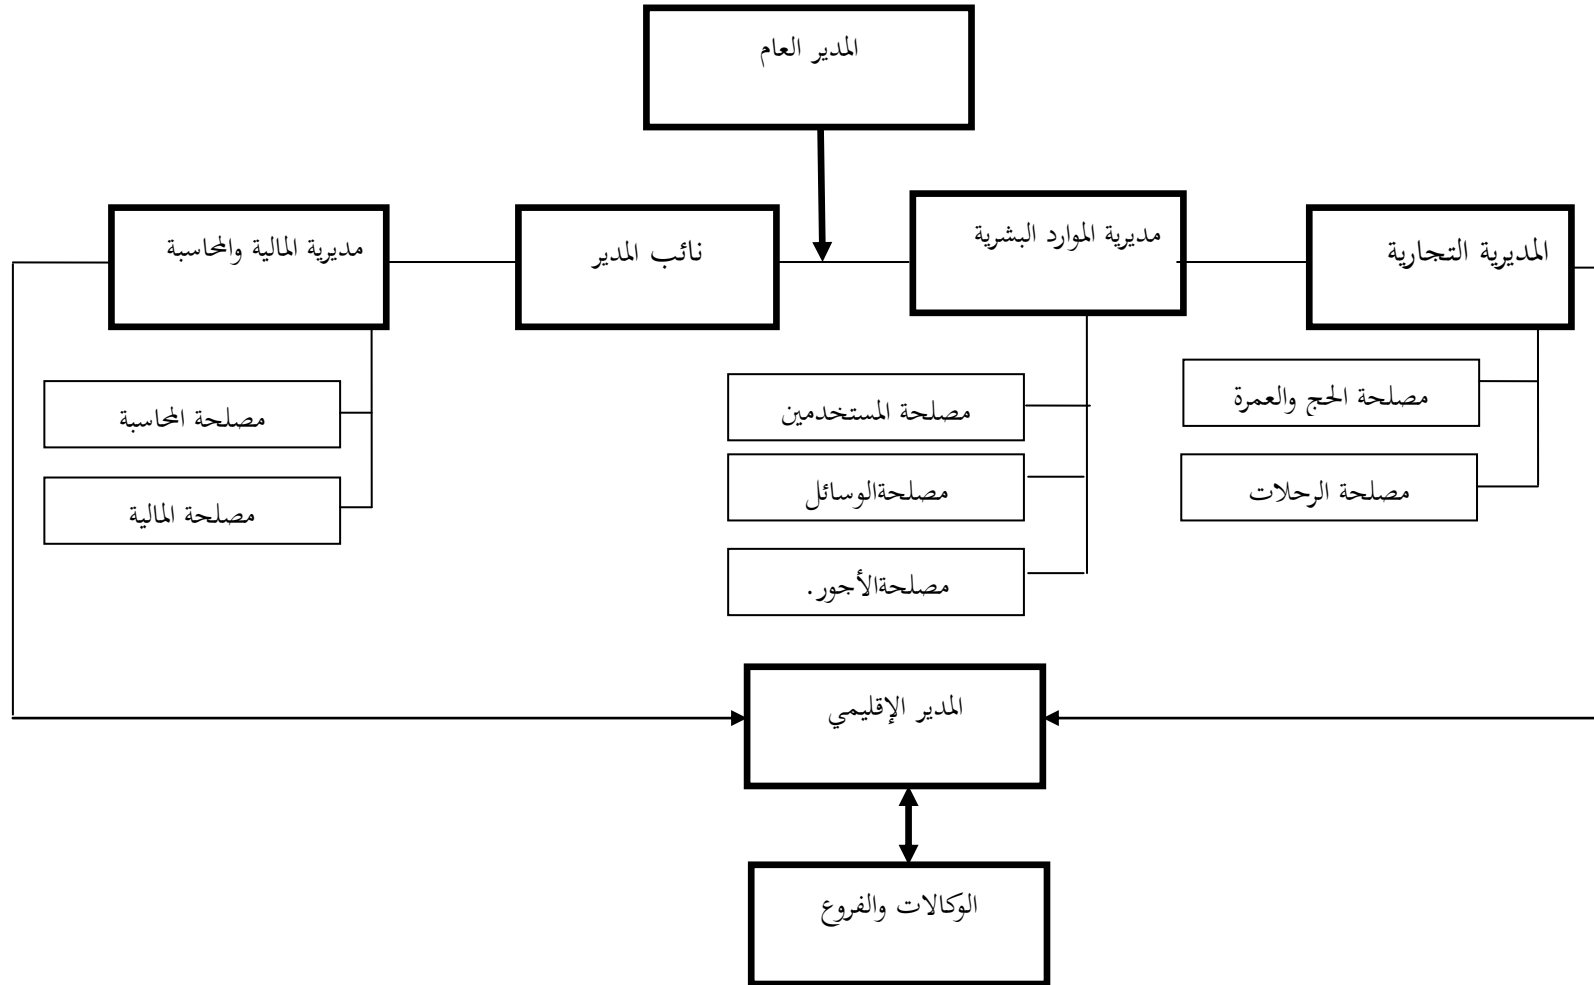 المدير العام
المديرية التجارية
مديرية الموارد البشرية
نائب المدير
مديرية المالية والمحاسبة
مصلحة الحج والعمرة
مصلحة الرحلات
مصلحة المستخدمين
مصلحةالوسائل
مصلحةالأجور.
مصلحة المحاسبة
مصلحة المالية
المدير الإقليمي
الوكالات والفروع